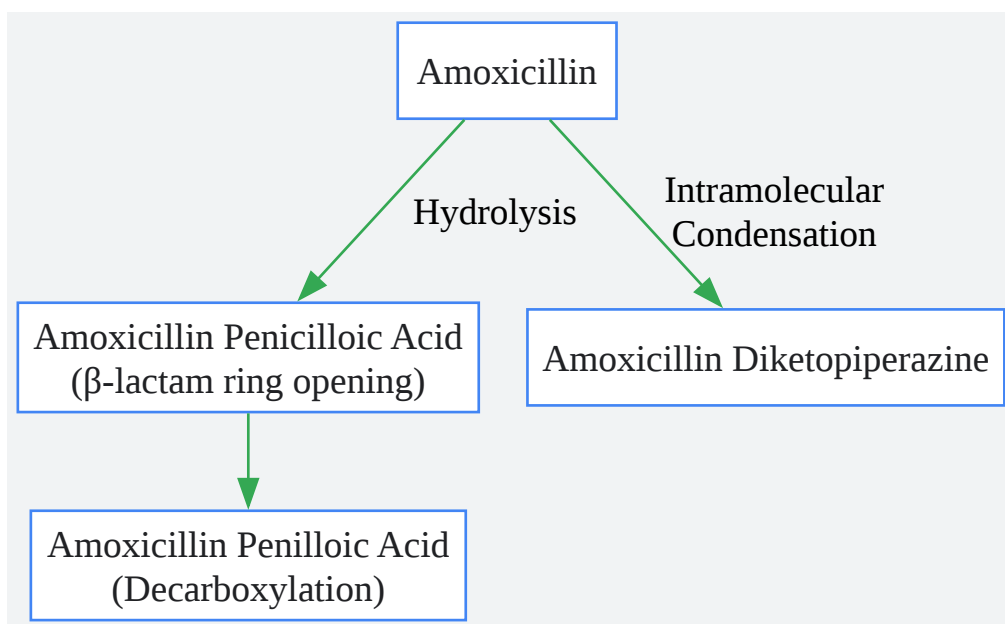 Amoxicillin
Hydrolysis
Intramolecular
Condensation
Amoxicillin Penicilloic Acid
(β-lactam ring opening)
Amoxicillin Diketopiperazine
Amoxicillin Penilloic Acid
(Decarboxylation)